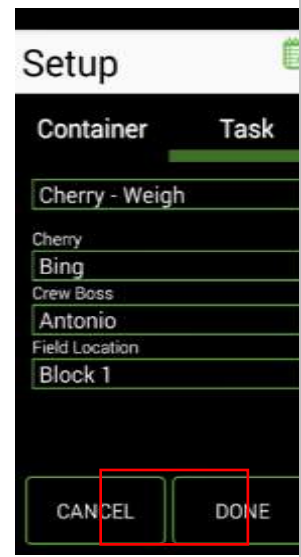 Setup
Container Task
Cherry - Weigh
Cherry
Bing
Crew Boss
Antonio
Field Location
Block 1
CANCEL DONE